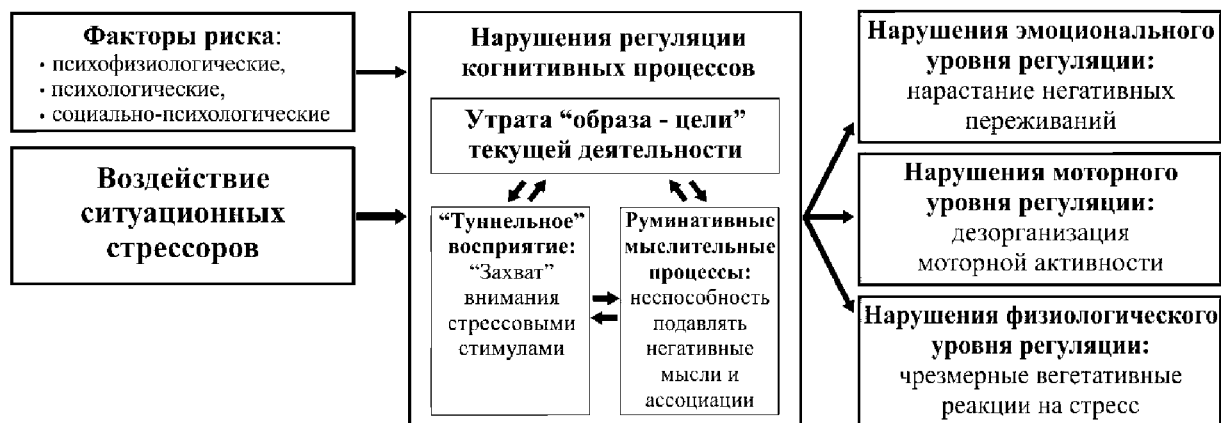 Факторы риска:
• психофизиологические,
• психологические,
• социально-психологические
Воздействие
ситуационных
стрессоров
Нарушения регуляции
когнитивных процессов
Утрата “образа - цели”
текущей деятельности
“Туннельное”
восприятие:
“Захват”
внимания
стрессовыми
стимулами
Руминативные
мыслительные
процессы:
неспособность
подавлять
негативные
мысли и
ассоциации
Нарушения эмоционального
уровня регуляции:
нарастание негативных
переживаний
Нарушения моторного
уровня регуляции:
дезорганизация
моторной активности
Нарушения физиологического
уровня регуляции:
чрезмерные вегетативные
реакции на стресс